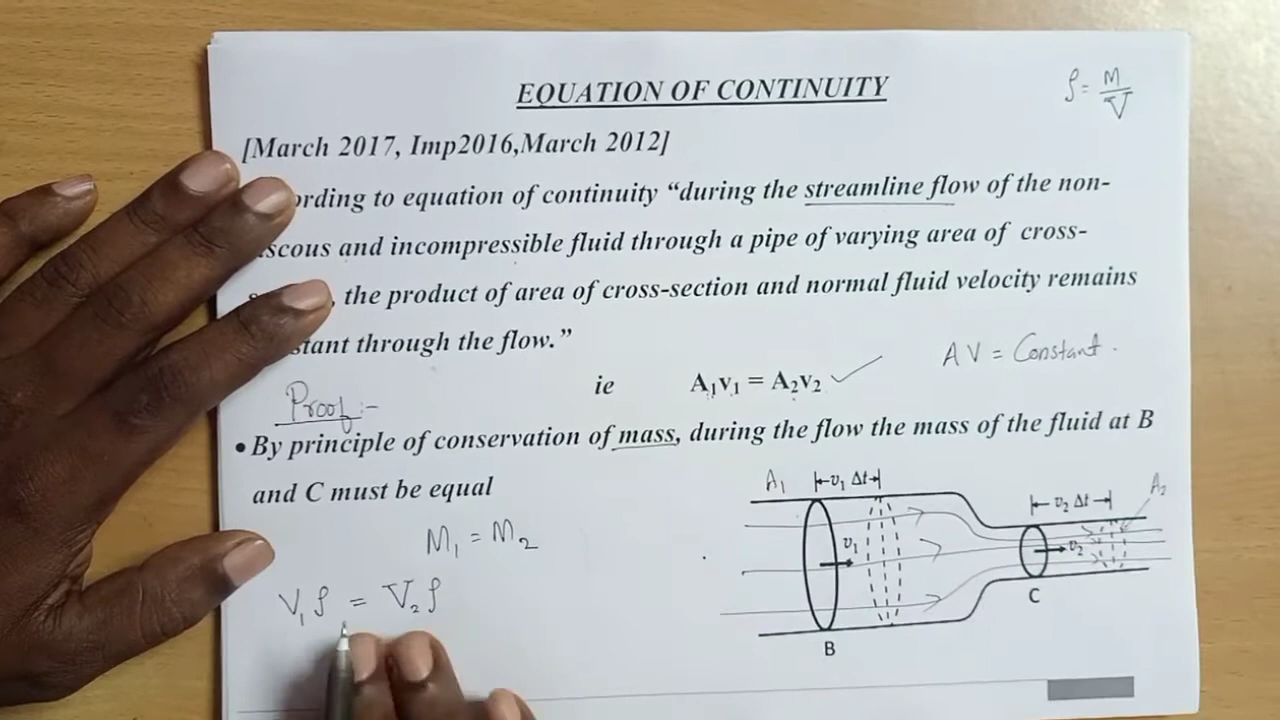 EQUATION OF CONTINUITY
ρ = M/V
[March 2017, Imp2016,March 2012]
ording to equation of continuity “during the streamline flow of the non-
scous and incompressible fluid through a pipe of varying area of cross-
, the product of area of cross-section and normal fluid velocity remains
stant through the flow.”
AV = Constant.
ie A₁v₁ = A₂v₂ ✓
Proof :-
• By principle of conservation of mass, during the flow the mass of the fluid at B
and C must be equal
M₁ = M₂
V₁ρ = V₂ρ
A₁ v₁ Δt
v₂ Δt A₂
v₁
v₂
C
B